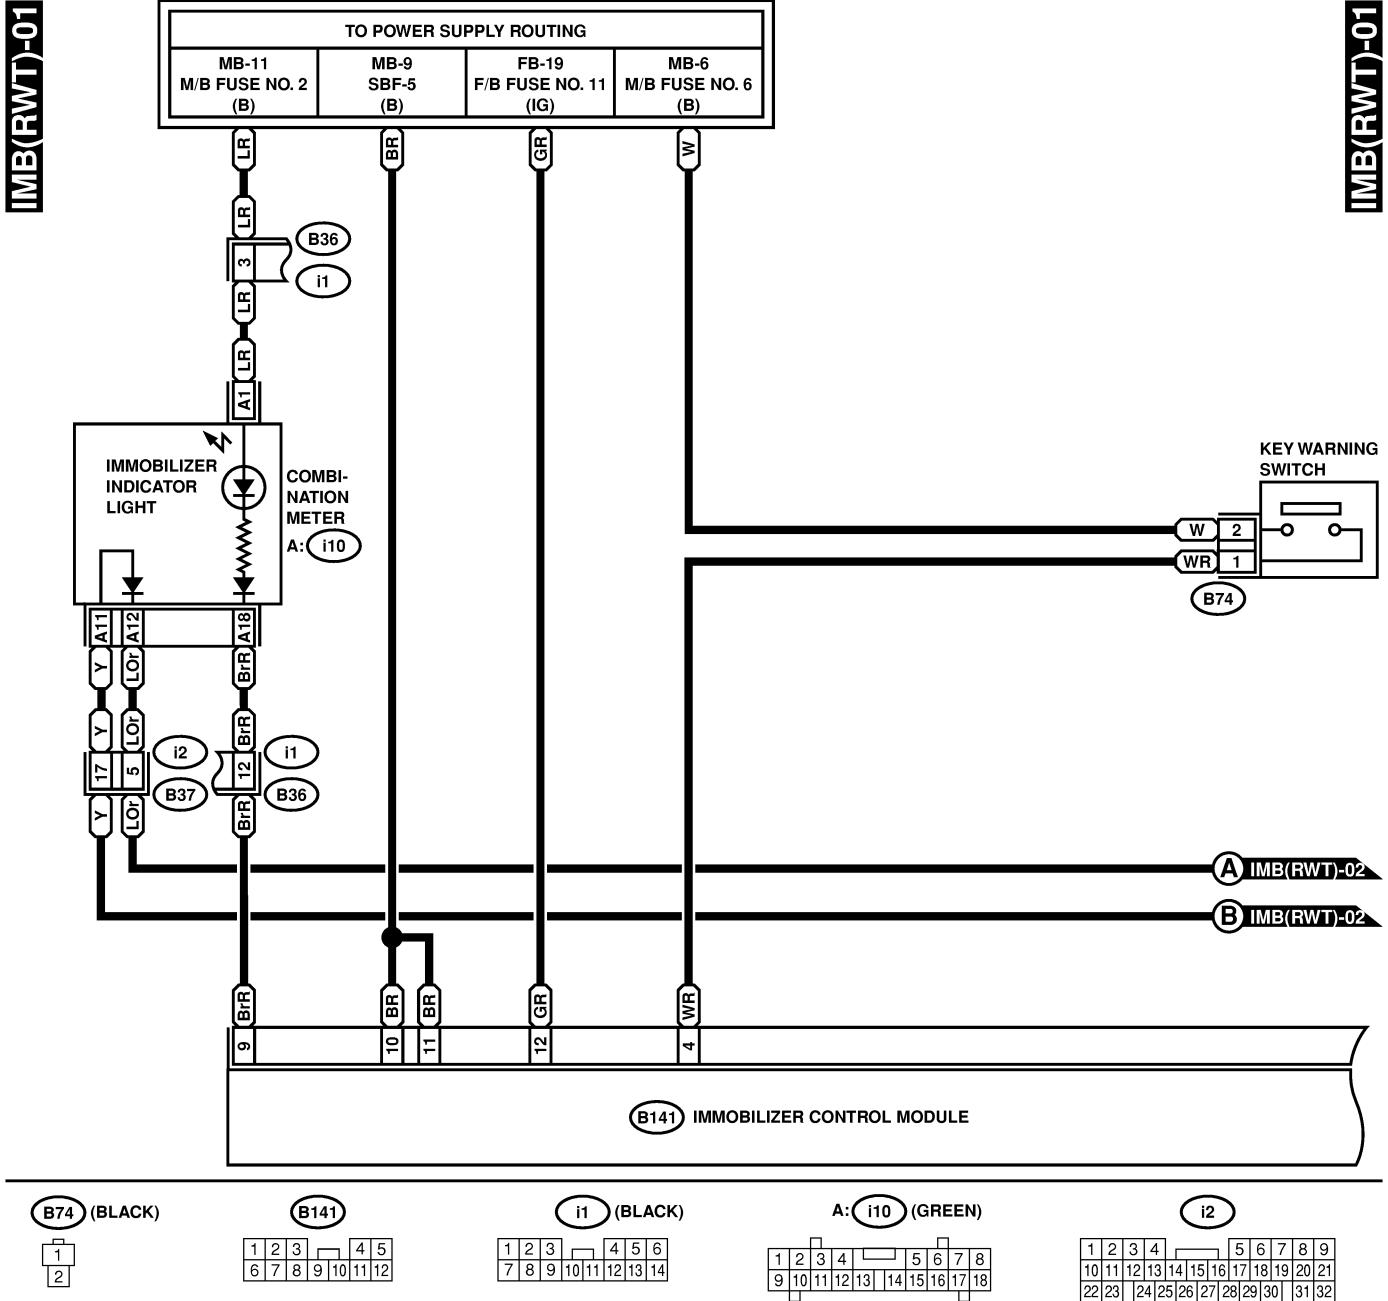 IMB(RWT)-01
IMB(RWT)-01
TO POWER SUPPLY ROUTING
MB-11
M/B FUSE NO. 2
(B)
MB-9
SBF-5
(B)
FB-19
F/B FUSE NO. 11
(IG)
MB-6
M/B FUSE NO. 6
(B)
LR
BR
GR
W
LR
B36
3
i1
LR
LR
A1
IMMOBILIZER
INDICATOR
LIGHT
COMBI-
NATION
METER
A: i10
KEY WARNING
SWITCH
W 2
WR 1
B74
A11 A12 A18
Y LOr BrR
Y LOr BrR
i2 i1
17 5 12
B37 B36
Y LOr BrR
A IMB(RWT)-02
B IMB(RWT)-02
BrR BR BR GR WR
9 10 11 12 4
B141 IMMOBILIZER CONTROL MODULE
B74 (BLACK)
1
2
B141
1 2 3 4 5
6 7 8 9 10 11 12
i1 (BLACK)
1 2 3 4 5 6
7 8 9 10 11 12 13 14
A: i10 (GREEN)
1 2 3 4 5 6 7 8
9 10 11 12 13 14 15 16 17 18
i2
1 2 3 4 5 6 7 8 9
10 11 12 13 14 15 16 17 18 19 20 21
22 23 24 25 26 27 28 29 30 31 32